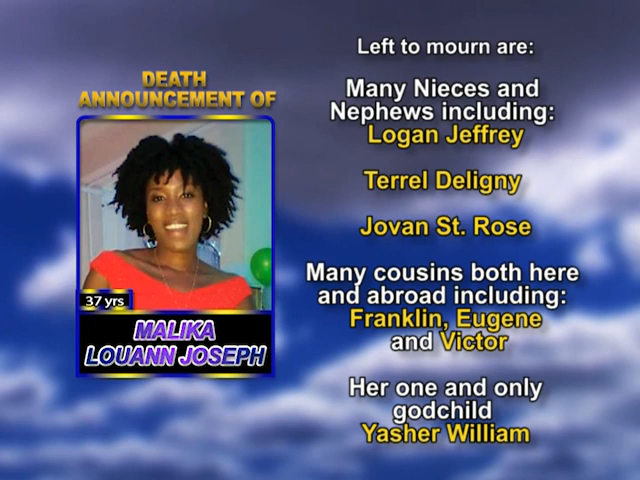 DEATH
ANNOUNCEMENT OF
37 yrs
MALIKA
LOUANN JOSEPH
Left to mourn are:
Many Nieces and
Nephews including:
Logan Jeffrey
Terrel Deligny
Jovan St. Rose
Many cousins both here
and abroad including:
Franklin, Eugene
and Victor
Her one and only
godchild
Yasher William